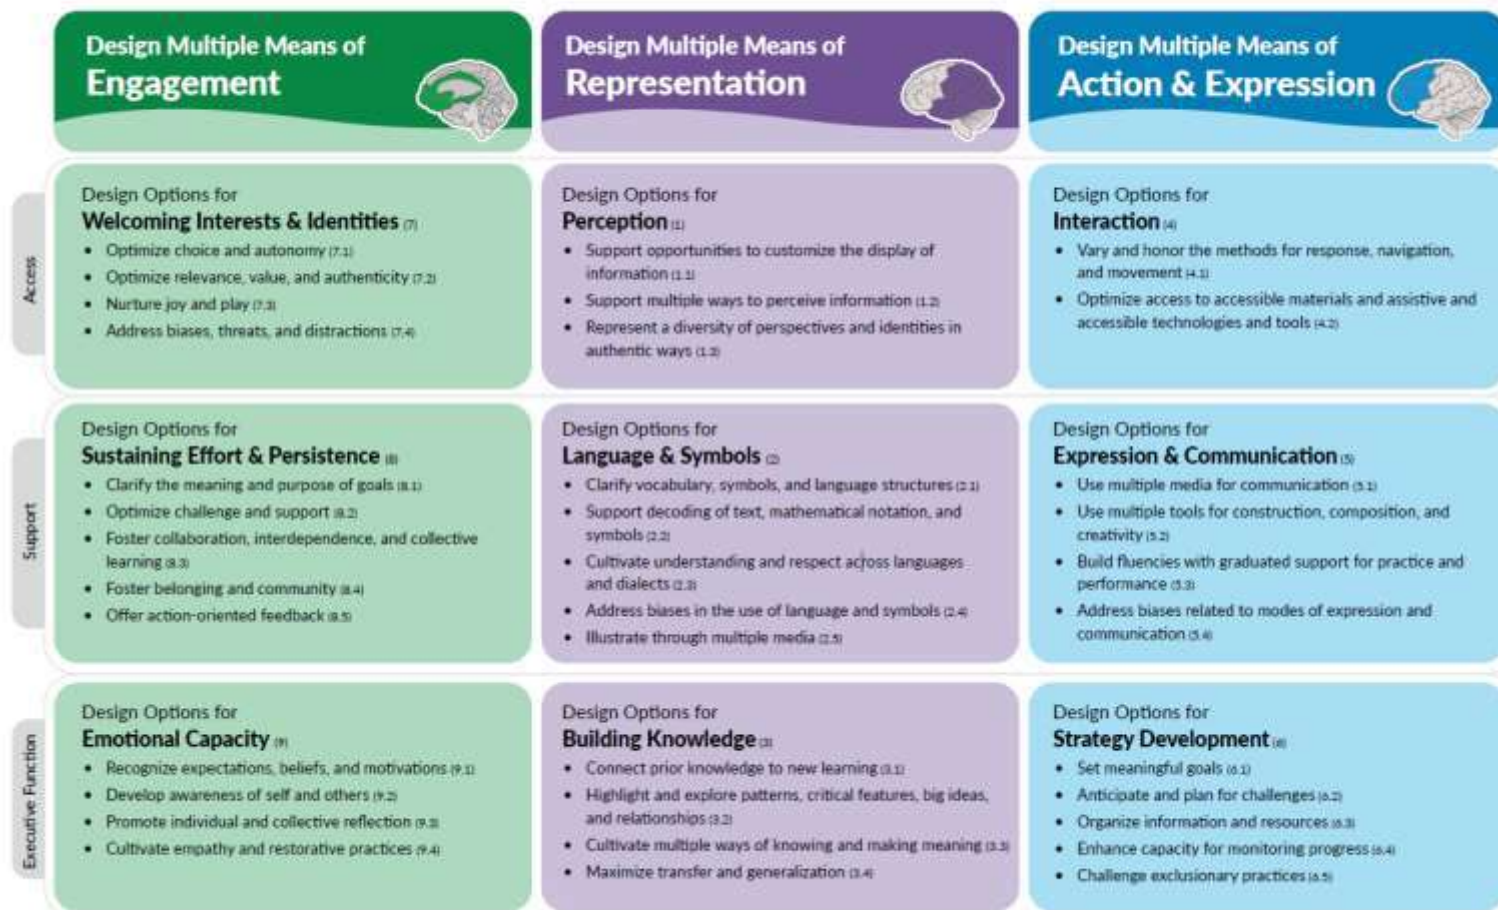 Design Multiple Means of
Engagement
Design Multiple Means of
Representation
Design Multiple Means of
Action & Expression
Access
Design Options for
Welcoming Interests & Identities (7)
• Optimize choice and autonomy (7.1)
• Optimize relevance, value, and authenticity (7.2)
• Nurture joy and play (7.3)
• Address biases, threats, and distractions (7.4)
Design Options for
Perception (1)
• Support opportunities to customize the display of
information (1.1)
• Support multiple ways to perceive information (1.2)
• Represent a diversity of perspectives and identities in
authentic ways (1.3)
Design Options for
Interaction (4)
• Vary and honor the methods for response, navigation,
and movement (4.1)
• Optimize access to accessible materials and assistive and
accessible technologies and tools (4.2)
Support
Design Options for
Sustaining Effort & Persistence (8)
• Clarify the meaning and purpose of goals (8.1)
• Optimize challenge and support (8.2)
• Foster collaboration, interdependence, and collective
learning (8.3)
• Foster belonging and community (8.4)
• Offer action-oriented feedback (8.5)
Design Options for
Language & Symbols (2)
• Clarify vocabulary, symbols, and language structures (2.1)
• Support decoding of text, mathematical notation, and
symbols (2.2)
• Cultivate understanding and respect across languages
and dialects (2.3)
• Address biases in the use of language and symbols (2.4)
• Illustrate through multiple media (2.5)
Design Options for
Expression & Communication (5)
• Use multiple media for communication (5.1)
• Use multiple tools for construction, composition, and
creativity (5.2)
• Build fluencies with graduated support for practice and
performance (5.3)
• Address biases related to modes of expression and
communication (5.4)
Executive Function
Design Options for
Emotional Capacity (9)
• Recognize expectations, beliefs, and motivations (9.1)
• Develop awareness of self and others (9.2)
• Promote individual and collective reflection (9.3)
• Cultivate empathy and restorative practices (9.4)
Design Options for
Building Knowledge (3)
• Connect prior knowledge to new learning (3.1)
• Highlight and explore patterns, critical features, big ideas,
and relationships (3.2)
• Cultivate multiple ways of knowing and making meaning (3.3)
• Maximize transfer and generalization (3.4)
Design Options for
Strategy Development (6)
• Set meaningful goals (6.1)
• Anticipate and plan for challenges (6.2)
• Organize information and resources (6.3)
• Enhance capacity for monitoring progress (6.4)
• Challenge exclusionary practices (6.5)